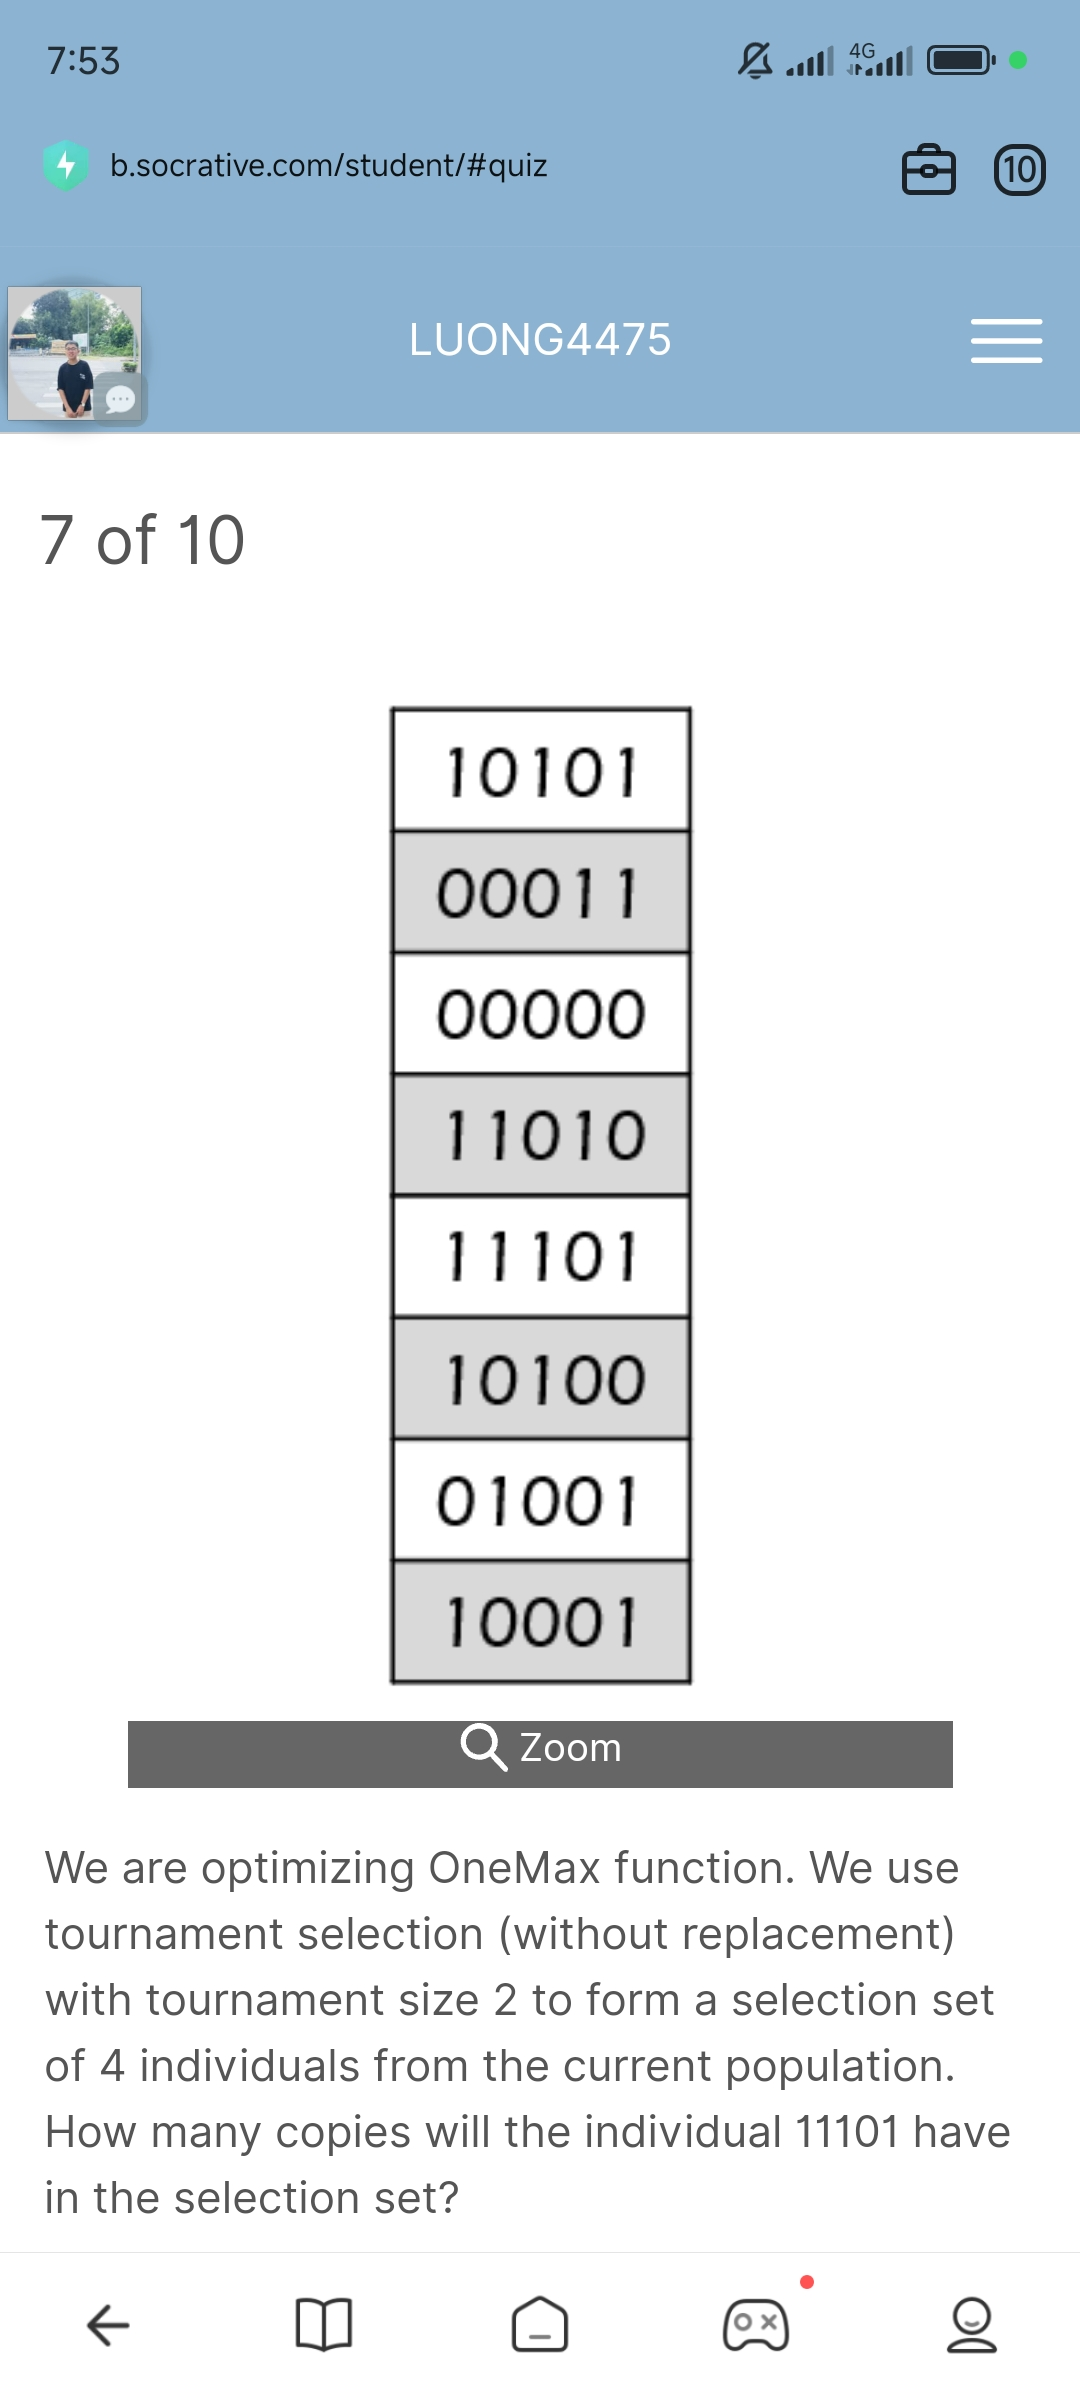 7:53
4G
b.socrative.com/student/#quiz
10
LUONG4475
7 of 10
10101
00011
00000
11010
11101
10100
01001
10001
Zoom
We are optimizing OneMax function. We use
tournament selection (without replacement)
with tournament size 2 to form a selection set
of 4 individuals from the current population.
How many copies will the individual 11101 have
in the selection set?